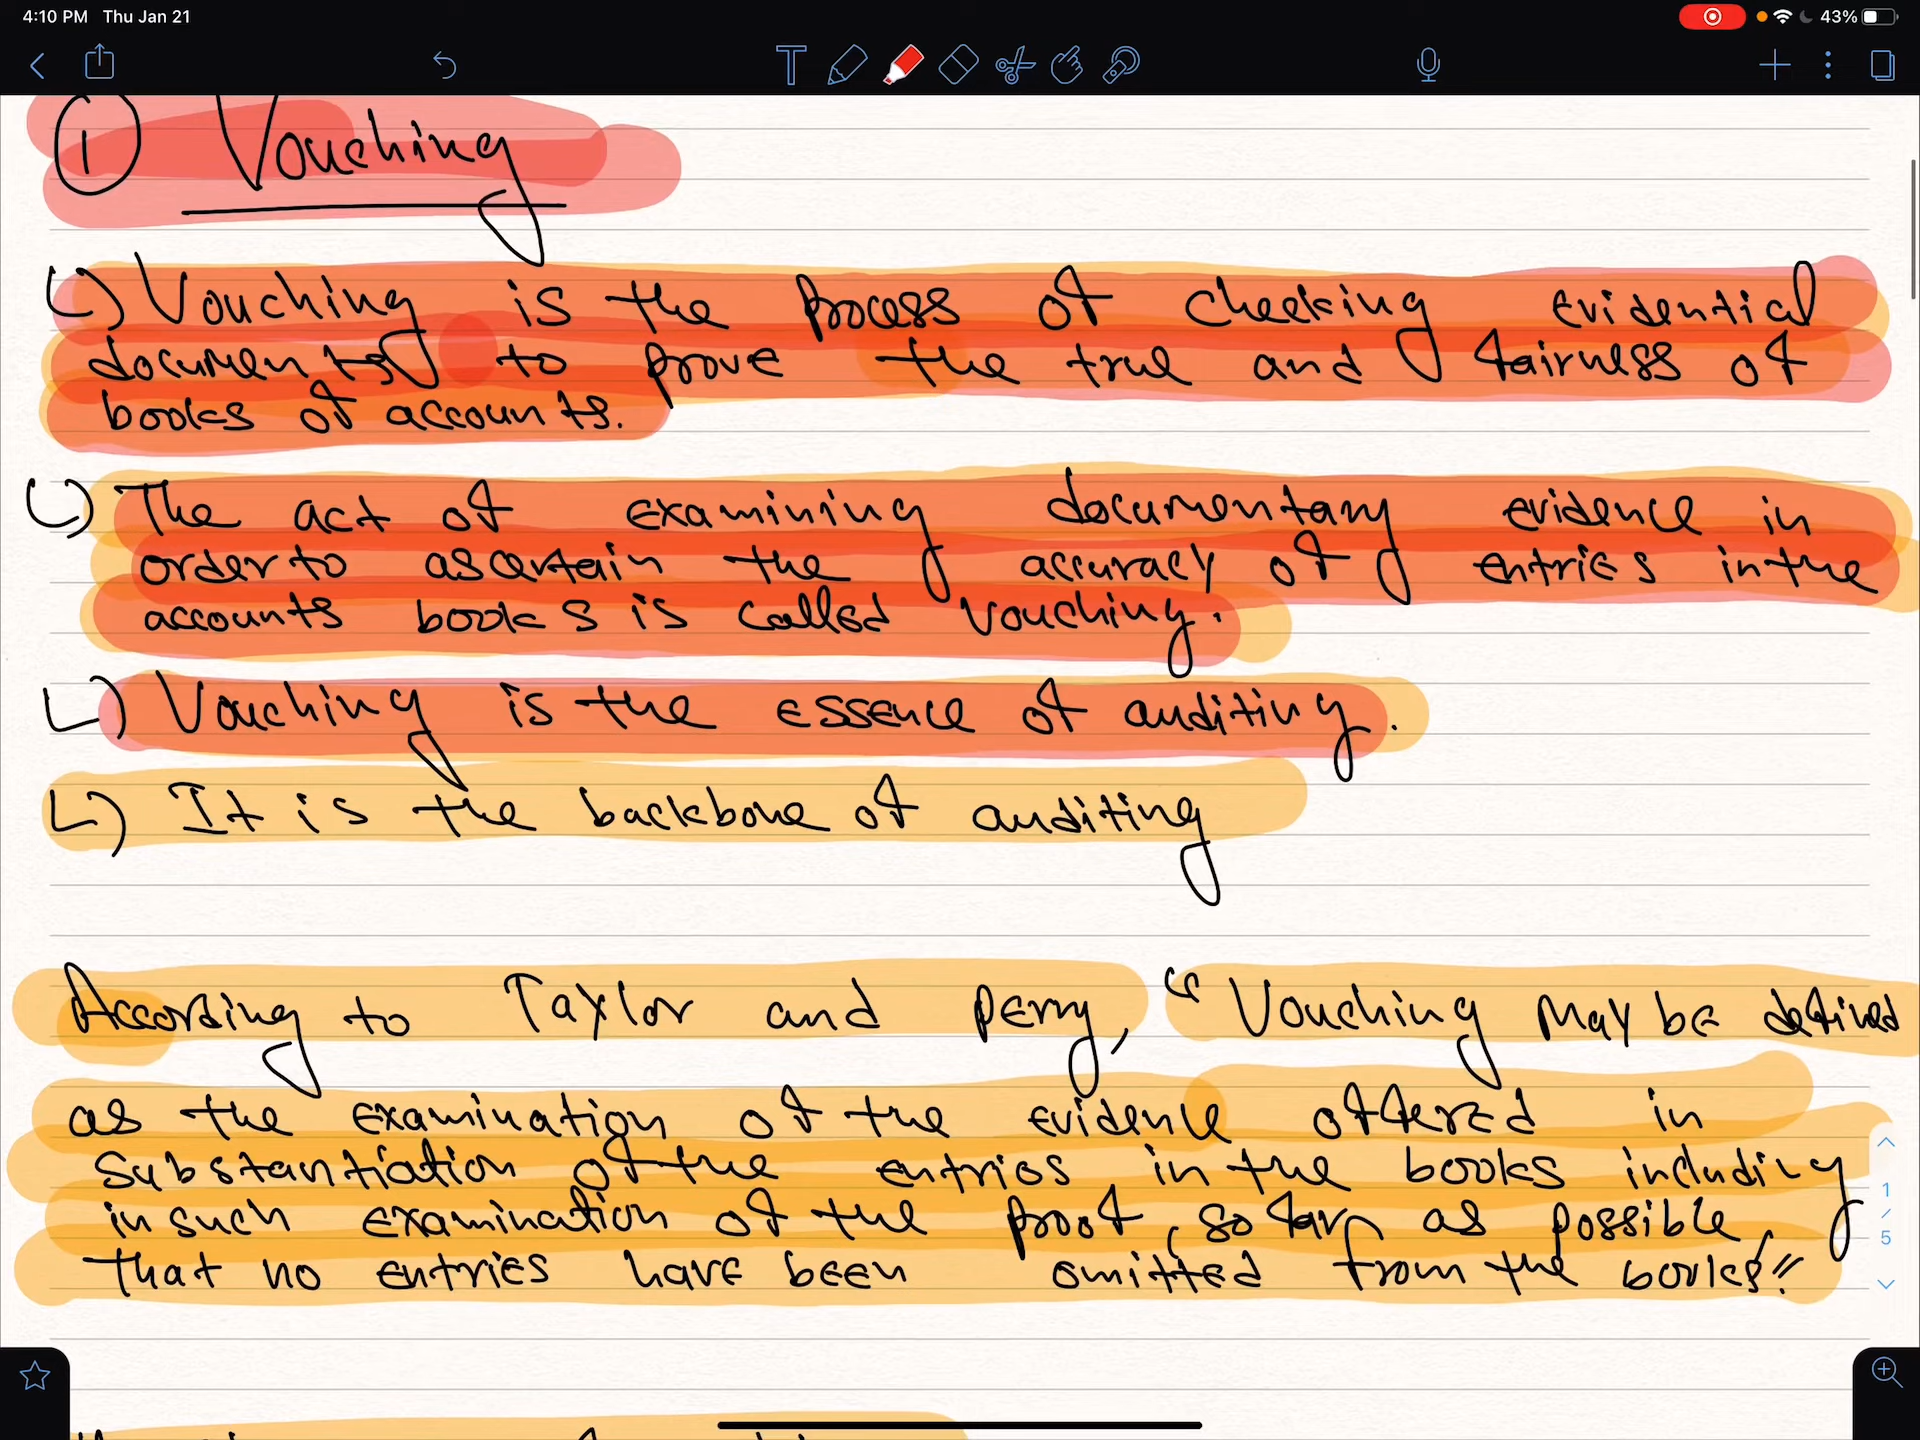 4:10 PM Thu Jan 21
43%
① Vouching
Vouching is the process of checking evidential
documents to prove the true and fairness of
books of accounts.
The act of examining documentary evidence in
order to ascertain the accuracy of entries in the
accounts books is called vouching.
Vouching is the essence of auditing.
It is the backbone of auditing
According to Taylor and Perry, "Vouching may be defined
as the examination of the evidence offered in
substantiation of the entries in the books including
in such examination of the proof, so far as possible,
that no entries have been omitted from the books."
1
5